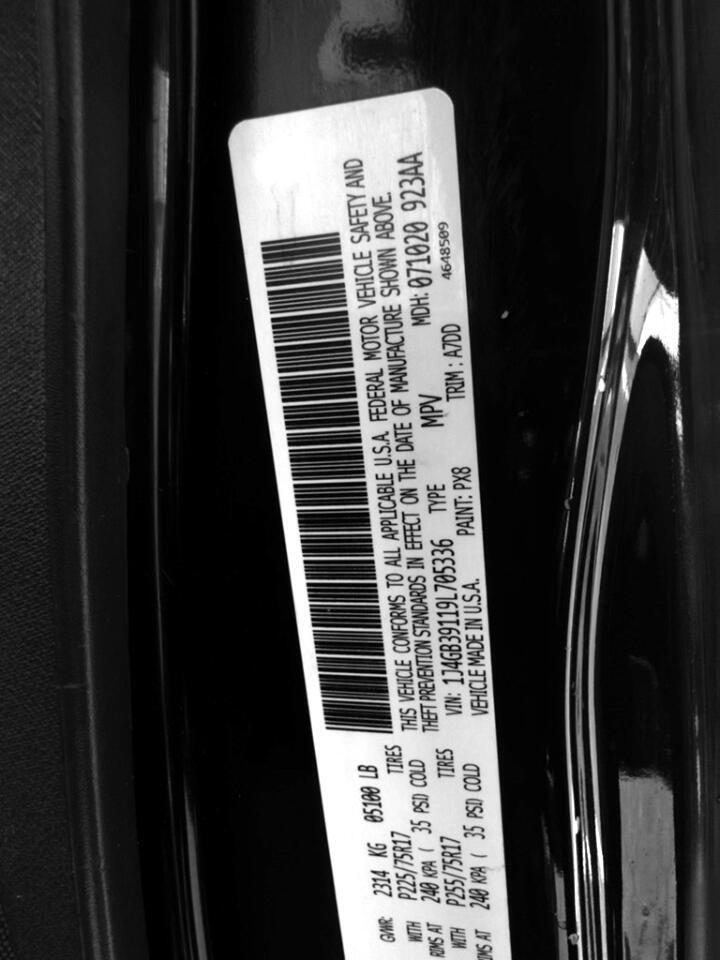 GAWR: 2314 KG 05100 LB
WITH P225/75R17 TIRES
RIMS AT 240 KPA ( 35 PSI) COLD
WITH P255/75R17 TIRES
RIMS AT 240 KPA ( 35 PSI) COLD
THIS VEHICLE CONFORMS TO ALL APPLICABLE U.S.A. FEDERAL MOTOR VEHICLE SAFETY AND
THEFT PREVENTION STANDARDS IN EFFECT ON THE DATE OF MANUFACTURE SHOWN ABOVE.
VIN: 1J4GB39119L705336 TYPE MPV MDH: 071020 923AA
VEHICLE MADE IN U.S.A. PAINT: PX8 TRIM: A7DD 4648509